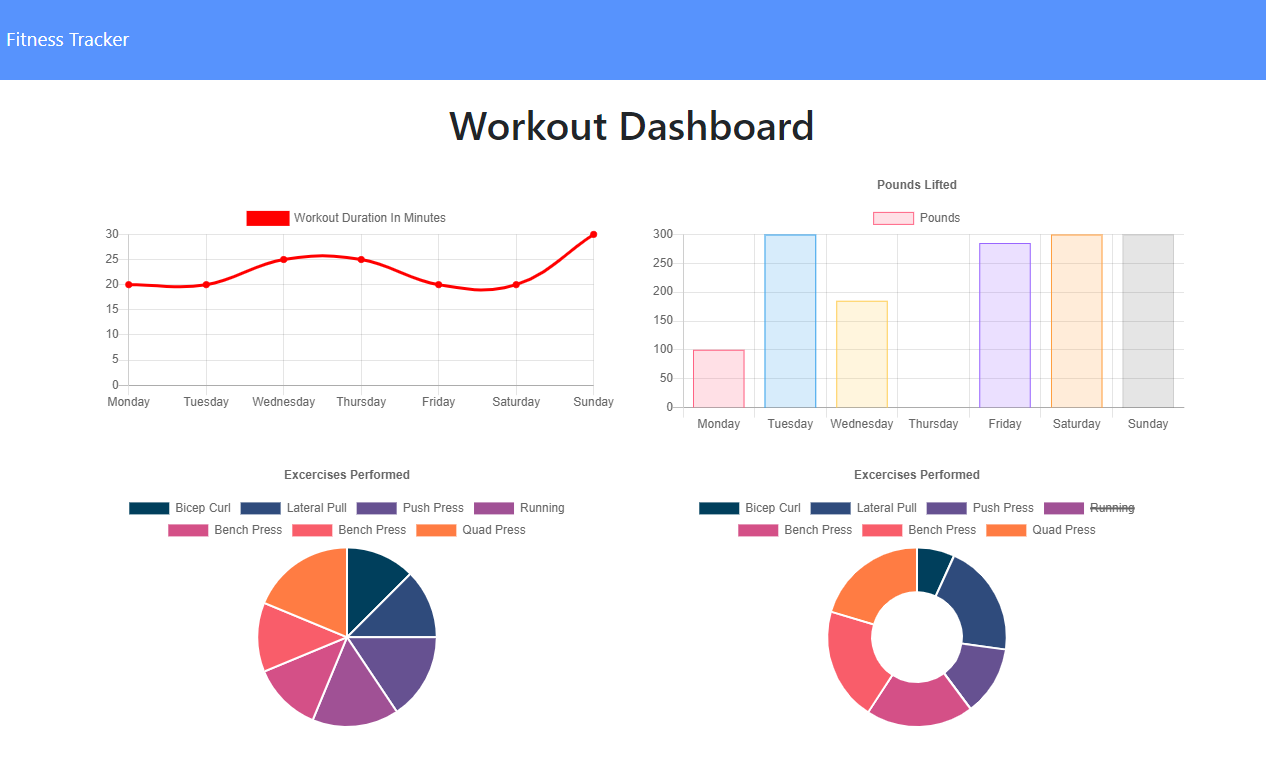 Fitness Tracker
Workout Dashboard
Workout Duration In Minutes
30
25
20
15
10
5
0
Monday Tuesday Wednesday Thursday Friday Saturday Sunday
Pounds Lifted
Pounds
300
250
200
150
100
50
0
Monday Tuesday Wednesday Thursday Friday Saturday Sunday
Excercises Performed
Bicep Curl Lateral Pull Push Press Running
Bench Press Bench Press Quad Press
Excercises Performed
Bicep Curl Lateral Pull Push Press Running
Bench Press Bench Press Quad Press